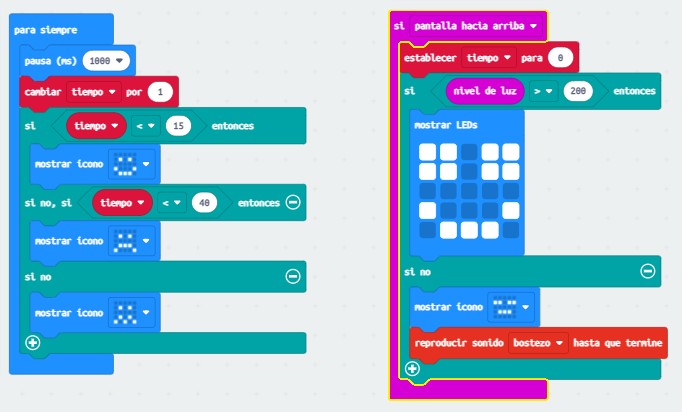 para siempre
pausa (ms) 1000
cambiar tiempo por 1
si tiempo < 15 entonces
mostrar icono
si no, si tiempo < 40 entonces
mostrar icono
si no
mostrar icono
si pantalla hacia arriba
establecer tiempo para 0
si nivel de luz > 200 entonces
mostrar LEDs
si no
mostrar icono
reproducir sonido bostezo hasta que termine